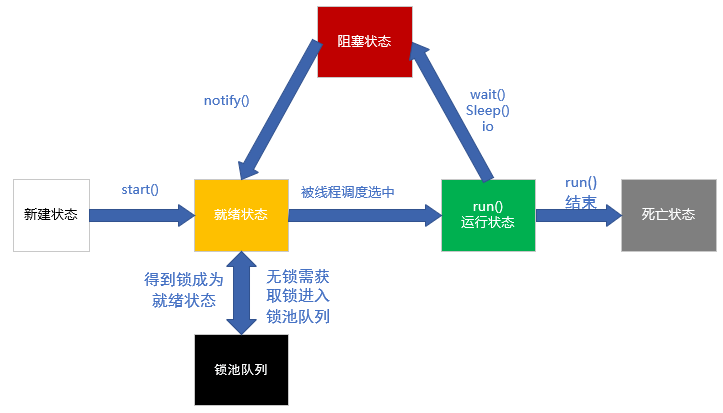 阻塞状态
notify()
wait()
Sleep()
io
新建状态
start()
就绪状态
被线程调度选中
run()
运行状态
run()
结束
死亡状态
得到锁成为
就绪状态
无锁需获
取锁进入
锁池队列
锁池队列